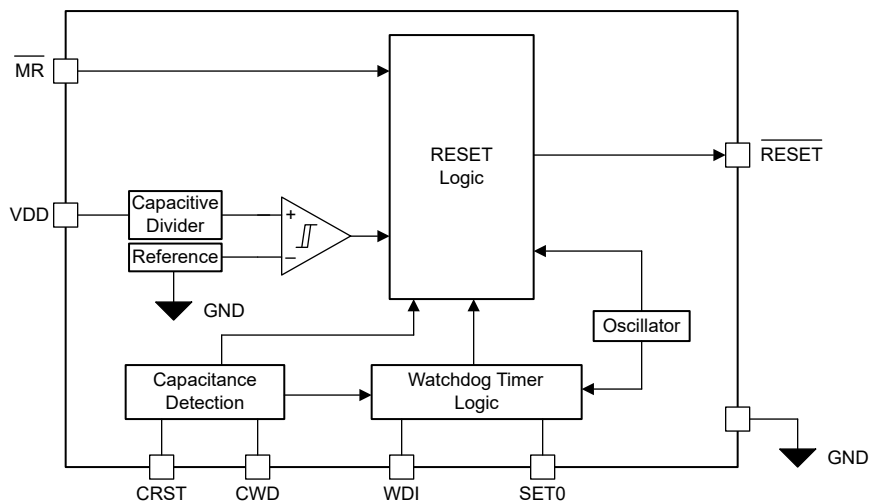 MR
RESET
Logic
RESET
VDD
Capacitive
Divider
+
Reference
−
GND
Oscillator
Capacitance
Detection
Watchdog Timer
Logic
GND
CRST
CWD
WDI
SET0